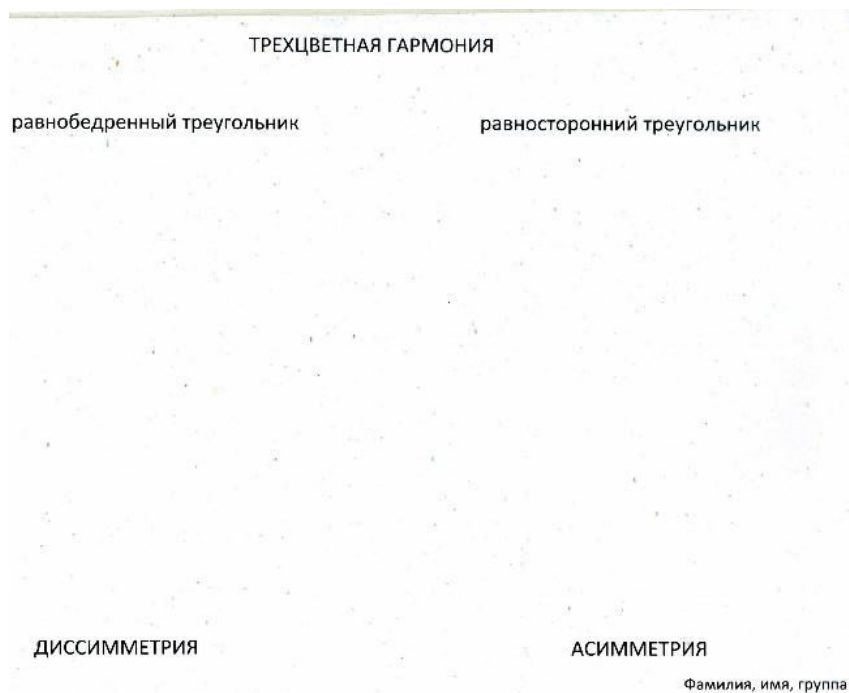 ТРЕХЦВЕТНАЯ ГАРМОНИЯ
равнобедренный треугольник равносторонний треугольник
ДИССИММЕТРИЯ АСИММЕТРИЯ
Фамилия, имя, группа